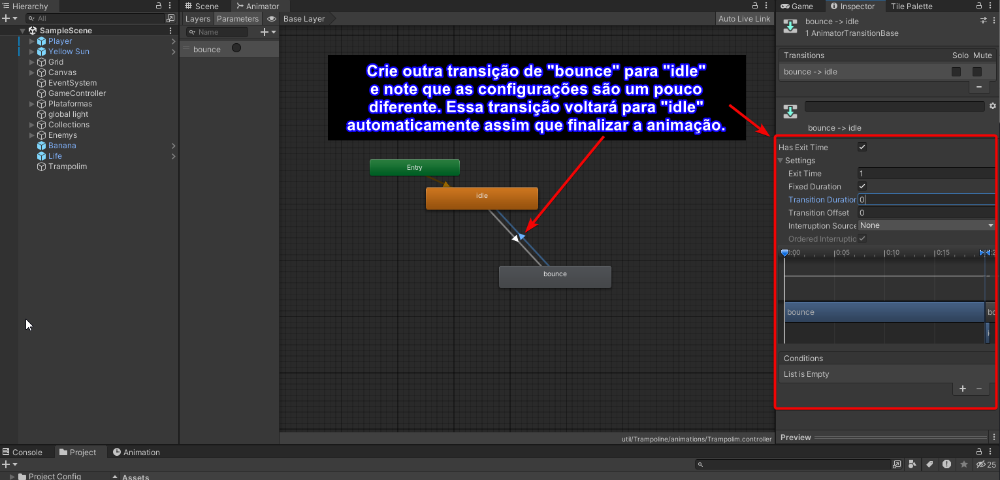 Hierarchy
All
SampleScene
Player
Yellow Sun
Grid
Canvas
EventSystem
GameController
Plataformas
global light
Collections
Enemys
Banana
Life
Trampolim
Scene
Animator
Layers
Parameters
Base Layer
Auto Live Link
Name
bounce
Crie outra transição de "bounce" para "idle"
e note que as configurações são um pouco
diferente. Essa transição voltará para "idle"
automaticamente assim que finalizar a animação.
Entry
idle
bounce
util/Trampoline/animations/Trampolim.controller
Game
Inspector
Tile Palette
bounce -> idle
1 AnimatorTransitionBase
Transitions Solo Mute
bounce -> idle
bounce -> idle
Has Exit Time
Settings
Exit Time 1
Fixed Duration
Transition Duration 0
Transition Offset 0
Interruption Source None
Ordered Interruptio
0:00 0:05 0:10 0:15
bounce bo
i
Conditions
List is Empty
Preview
Console
Project
Animation
25
Project Config
Assets